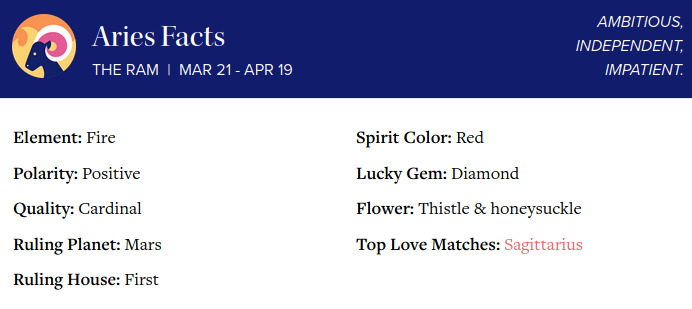 Aries Facts
THE RAM | MAR 21 - APR 19
AMBITIOUS,
INDEPENDENT,
IMPATIENT.
Element: Fire
Polarity: Positive
Quality: Cardinal
Ruling Planet: Mars
Ruling House: First
Spirit Color: Red
Lucky Gem: Diamond
Flower: Thistle & honeysuckle
Top Love Matches: Sagittarius